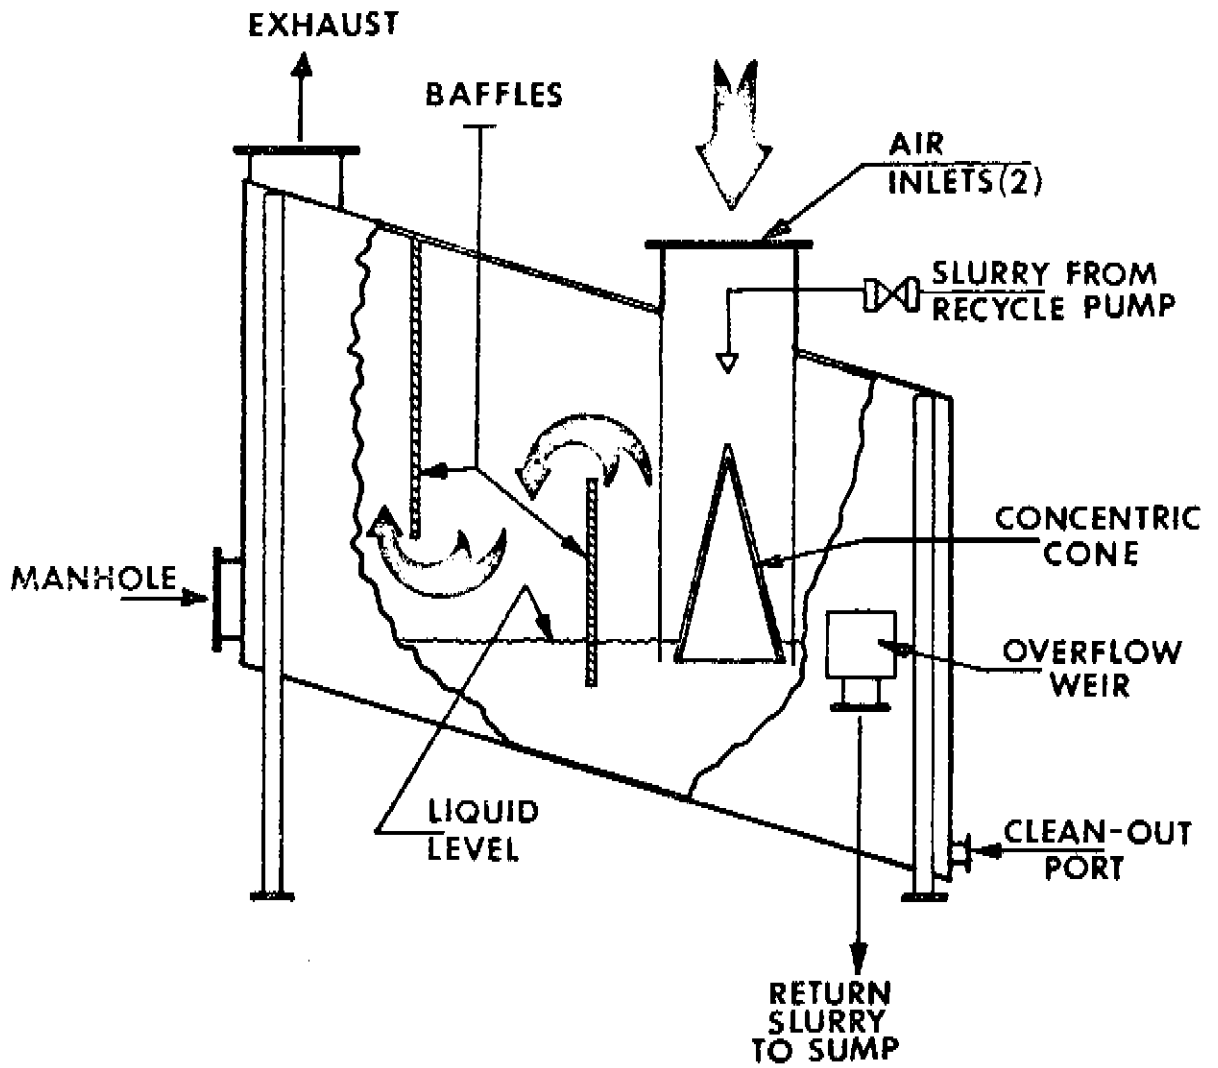 EXHAUST
BAFFLES
AIR
INLETS(2)
SLURRY FROM
RECYCLE PUMP
CONCENTRIC
CONE
MANHOLE
OVERFLOW
WEIR
LIQUID
LEVEL
CLEAN-OUT
PORT
RETURN
SLURRY
TO SUMP